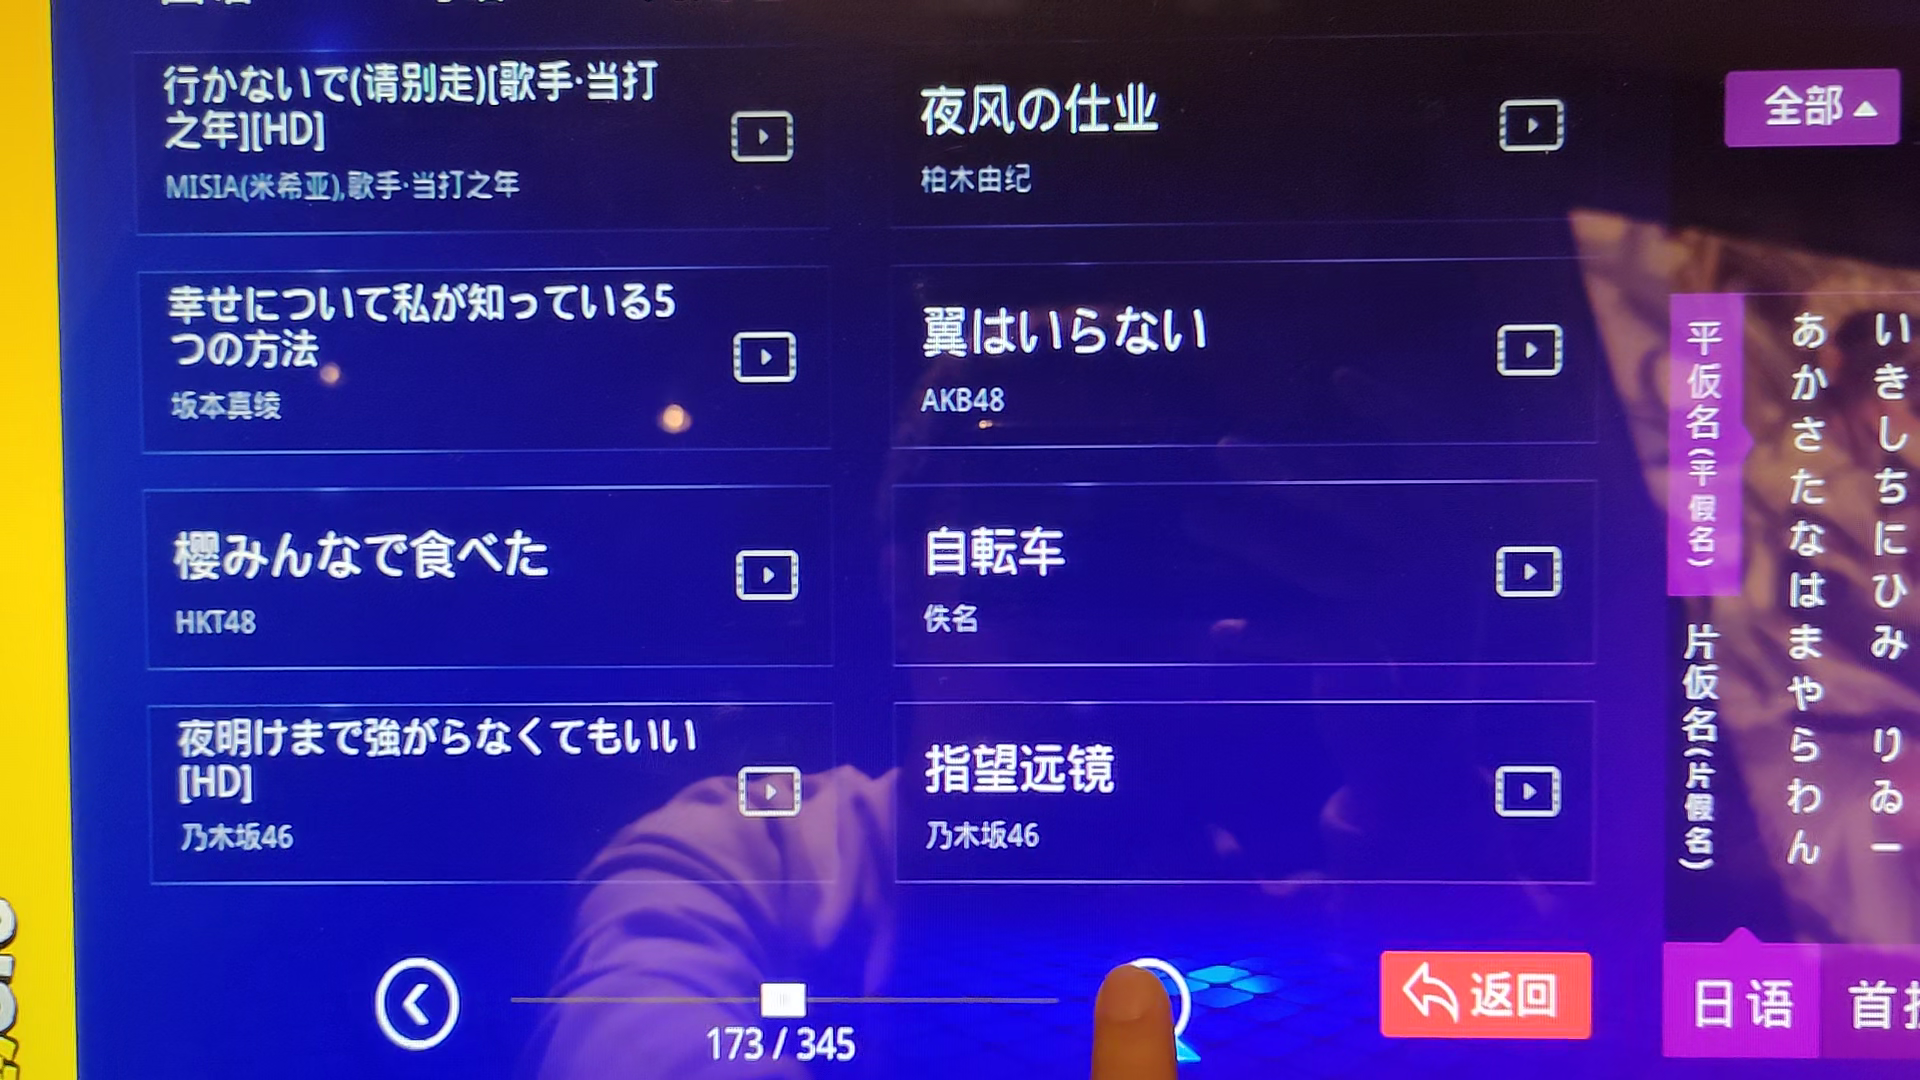 行かないで(请别走)[歌手·当打
之年][HD]
MISIA(米希亚),歌手·当打之年
夜风の仕业
柏木由纪
幸せについて私が知っている5
つの方法
坂本真绫
翼はいらない
AKB48
樱みんなで食べた
HKT48
自転车
佚名
夜明けまで強がらなくてもいい
[HD]
乃木坂46
指望远镜
乃木坂46
173 / 345
返回
全部
平仮名(平假名)
片仮名(片假名)
あかさたなはまやらわん
いきしちにひみ りゐー
日语
首